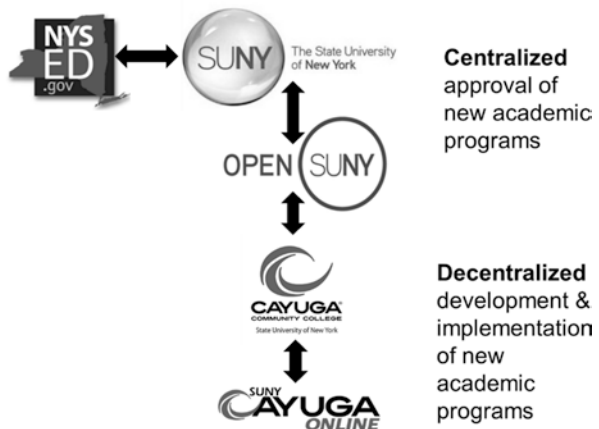 NYS
ED
.gov
SUNY
The State University
of New York
Centralized
approval of
new academic
programs
OPEN SUNY
CAYUGA
COMMUNITY COLLEGE
State University of New York
Decentralized
development &
implementation
of new
academic
programs
SUNY
CAYUGA
ONLINE